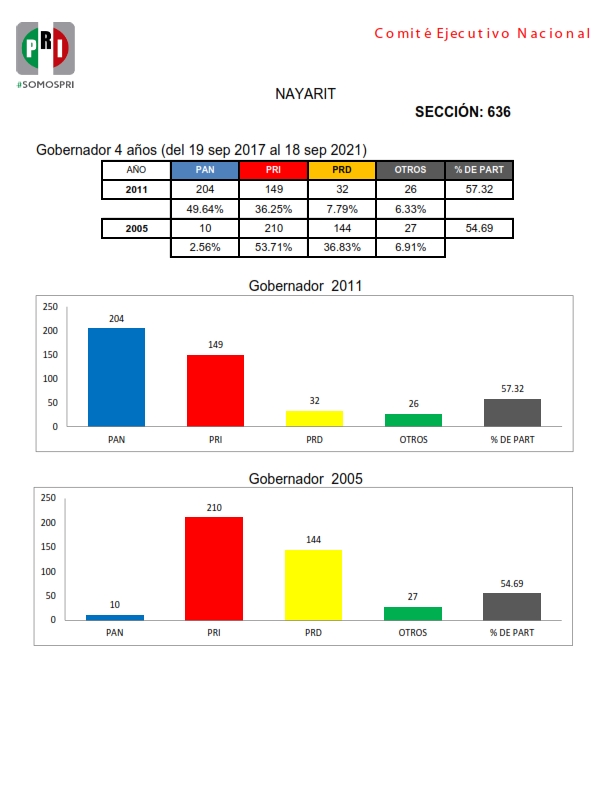 Comité Ejecutivo Nacional
PRI
#SOMOSPRI
NAYARIT
SECCIÓN: 636
Gobernador 4 años (del 19 sep 2017 al 18 sep 2021)
AÑO PAN PRI PRD OTROS % DE PART
2011 204 149 32 26 57.32
49.64% 36.25% 7.79% 6.33%
2005 10 210 144 27 54.69
2.56% 53.71% 36.83% 6.91%
Gobernador 2011
250
200
150
100
50
0
204
149
32
26
57.32
PAN PRI PRD OTROS % DE PART
Gobernador 2005
250
200
150
100
50
0
10
210
144
27
54.69
PAN PRI PRD OTROS % DE PART